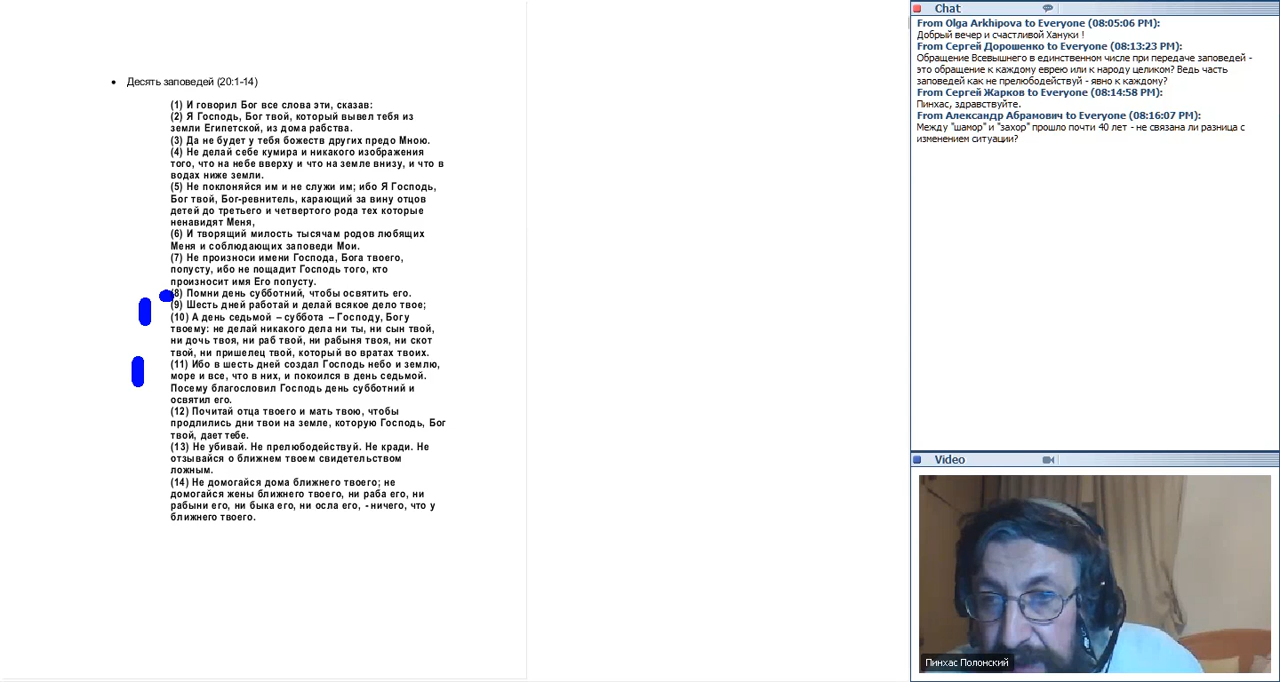 • Десять заповедей (20:1-14)
(1) И говорил Бог все слова эти, сказав:
(2) Я Господь, Бог твой, который вывел тебя из
земли Египетской, из дома рабства.
(3) Да не будет у тебя божеств других предо Мною.
(4) Не делай себе кумира и никакого изображения
того, что на небе вверху и что на земле внизу, и что в
водах ниже земли.
(5) Не поклоняйся им и не служи им; ибо Я Господь,
Бог твой, Бог-ревнитель, карающий за вину отцов
детей до третьего и четвертого рода тех которые
ненавидят Меня,
(6) И творящий милость тысячам родов любящих
Меня и соблюдающих заповеди Мои.
(7) Не произноси имени Господа, Бога твоего,
попусту, ибо не пощадит Господь того, кто
произносит имя Его попусту.
(8) Помни день субботний, чтобы освятить его.
(9) Шесть дней работай и делай всякое дело твое;
(10) А день седьмой – суббота – Господу, Богу
твоему: не делай никакого дела ни ты, ни сын твой,
ни дочь твоя, ни раб твой, ни рабыня твоя, ни скот
твой, ни пришелец твой, который во вратах твоих.
(11) Ибо в шесть дней создал Господь небо и землю,
море и все, что в них, и покоился в день седьмой.
Посему благословил Господь день субботний и
освятил его.
(12) Почитай отца твоего и мать твою, чтобы
продлились дни твои на земле, которую Господь, Бог
твой, дает тебе.
(13) Не убивай. Не прелюбодействуй. Не кради. Не
отзывайся о ближнем твоем свидетельством
ложным.
(14) Не домогайся дома ближнего твоего; не
домогайся жены ближнего твоего, ни раба его, ни
рабыни его, ни быка его, ни осла его, - ничего, что у
ближнего твоего.
Chat
From Olga Arkhipova to Everyone (08:05:06 PM):
Добрый вечер и счастливой Хануки !
From Сергей Дорошенко to Everyone (08:13:23 PM):
Обращение Всевышнего в единственном числе при передаче заповедей -
это обращение к каждому еврею или к народу целиком? Ведь часть
заповедей как не прелюбодействуй - явно к каждому?
From Сергей Жарков to Everyone (08:14:58 PM):
Пинхас, здравствуйте.
From Александр Абрамович to Everyone (08:16:07 PM):
Между "шамор" и "захор" прошло почти 40 лет - не связана ли разница с
изменением ситуации?
Video
Пинхас Полонский